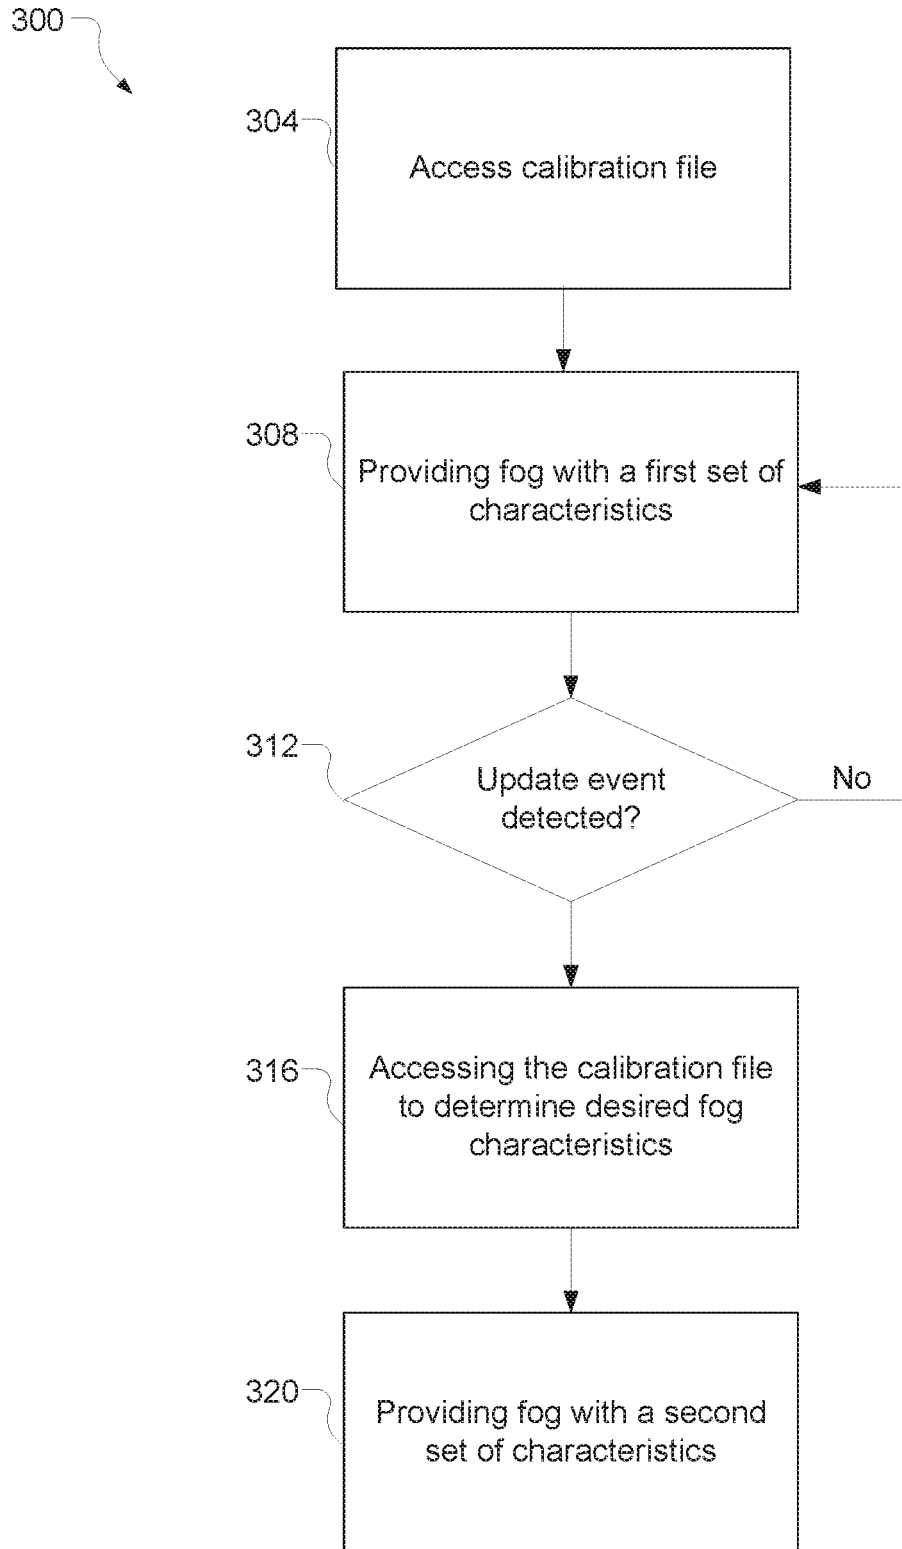 300
304
Access calibration file
308
Providing fog with a first set of
characteristics
312
Update event
detected?
No
316
Accessing the calibration file
to determine desired fog
characteristics
320
Providing fog with a second
set of characteristics